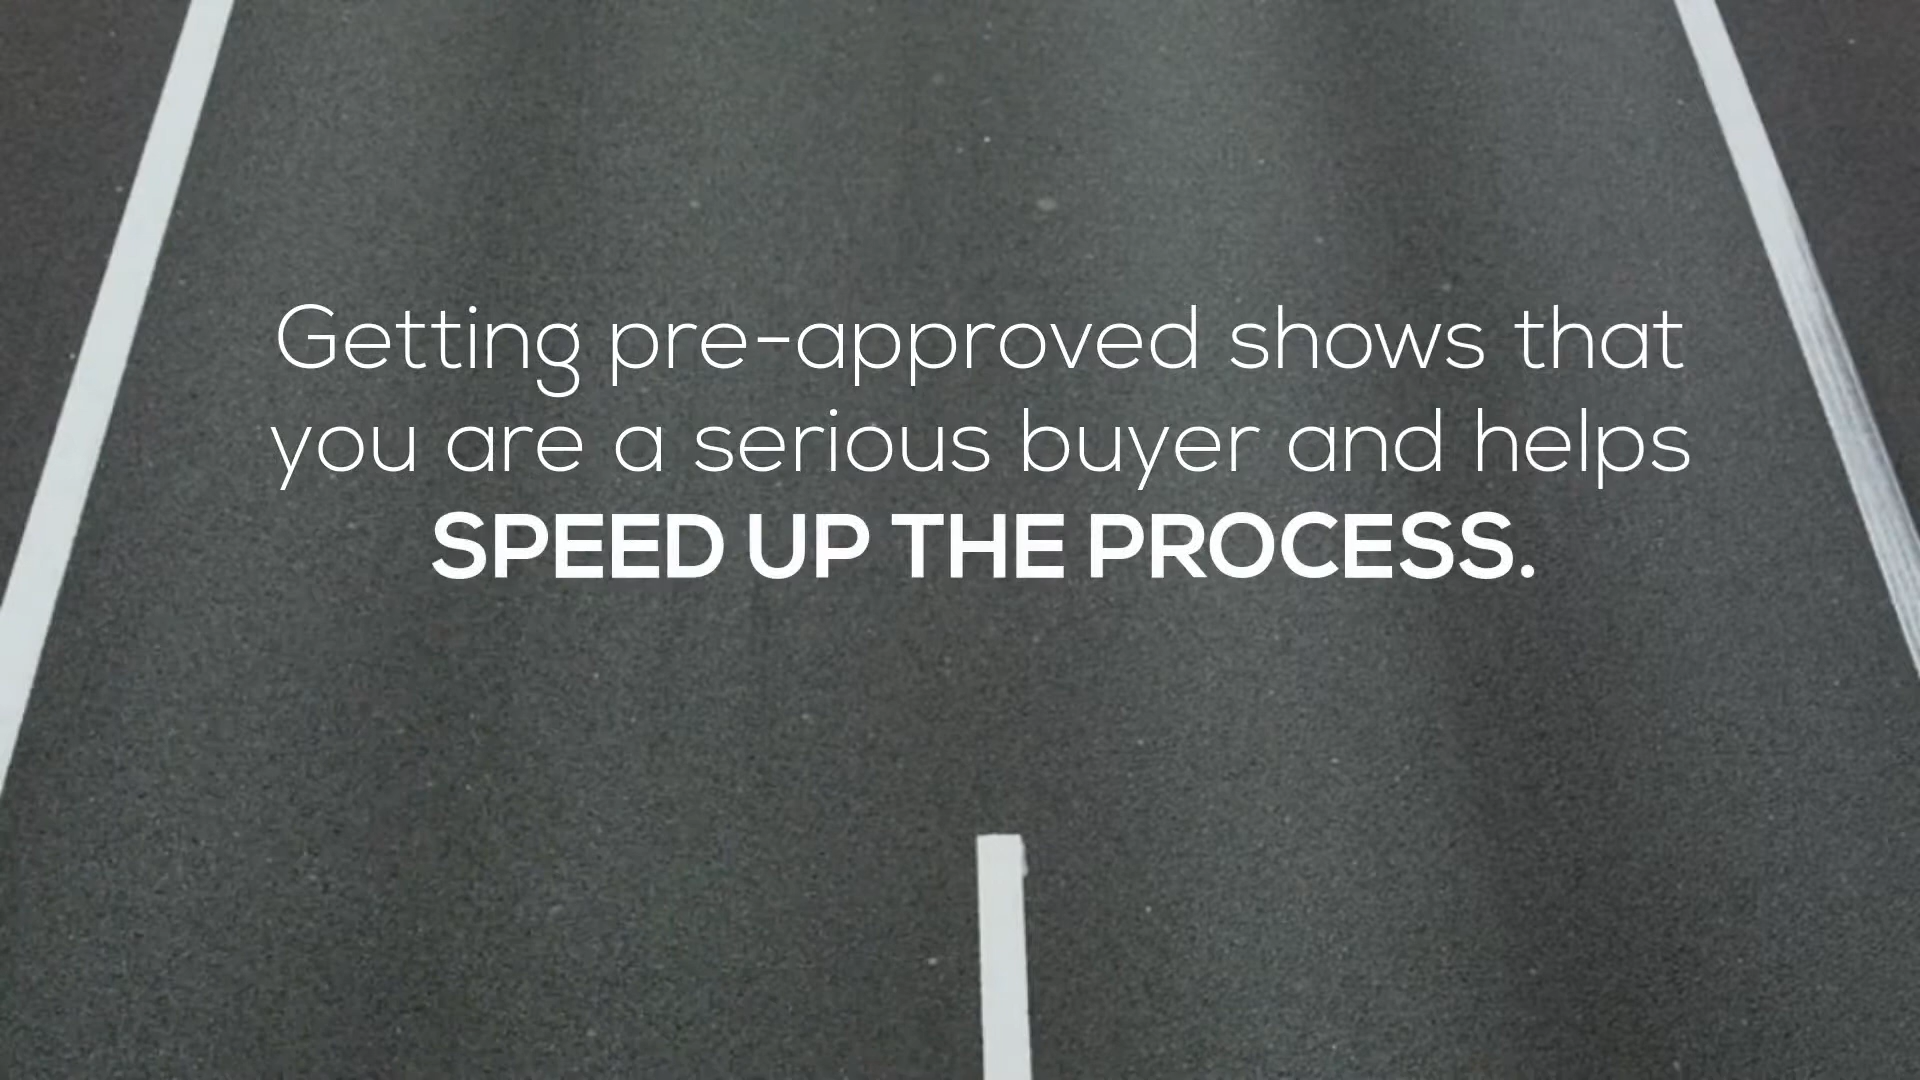 Getting pre-approved shows that
you are a serious buyer and helps
SPEED UP THE PROCESS.